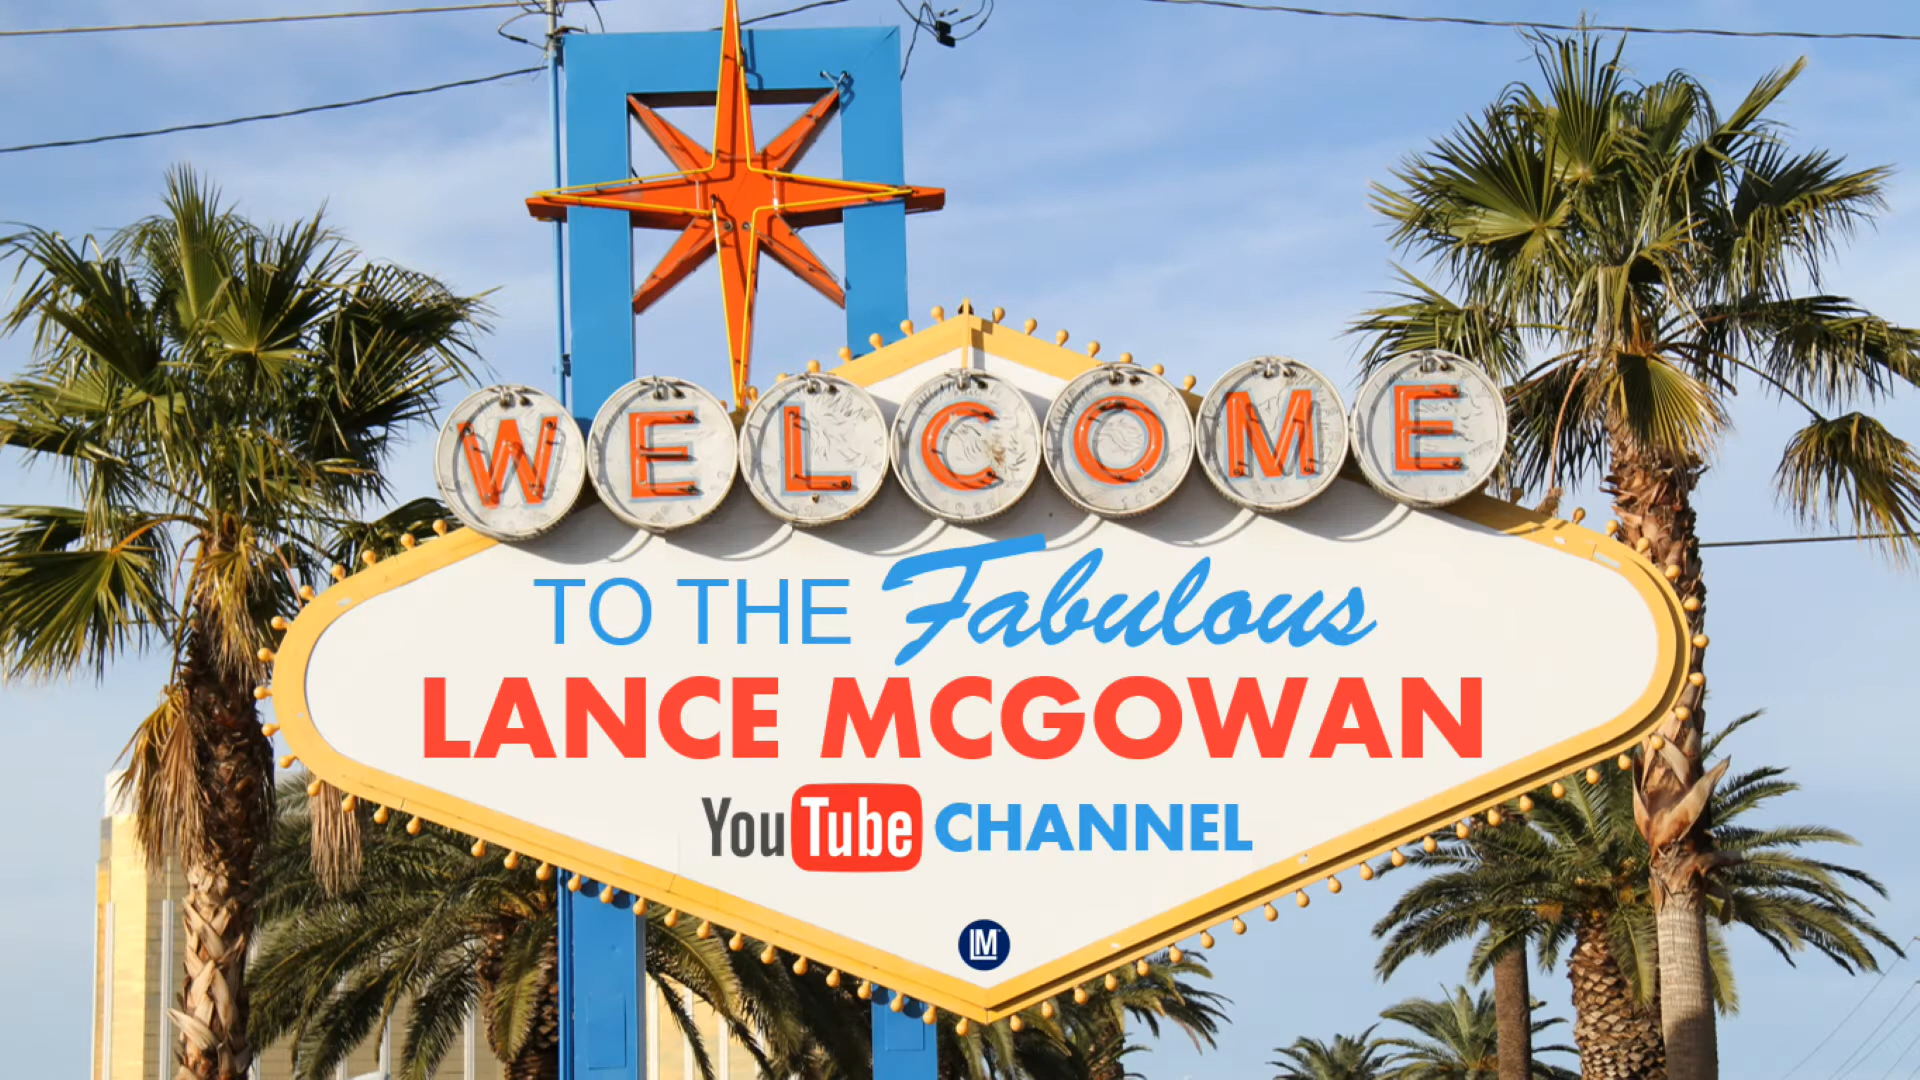 WELCOME
TO THE Fabulous
LANCE MCGOWAN
YouTube CHANNEL
LM